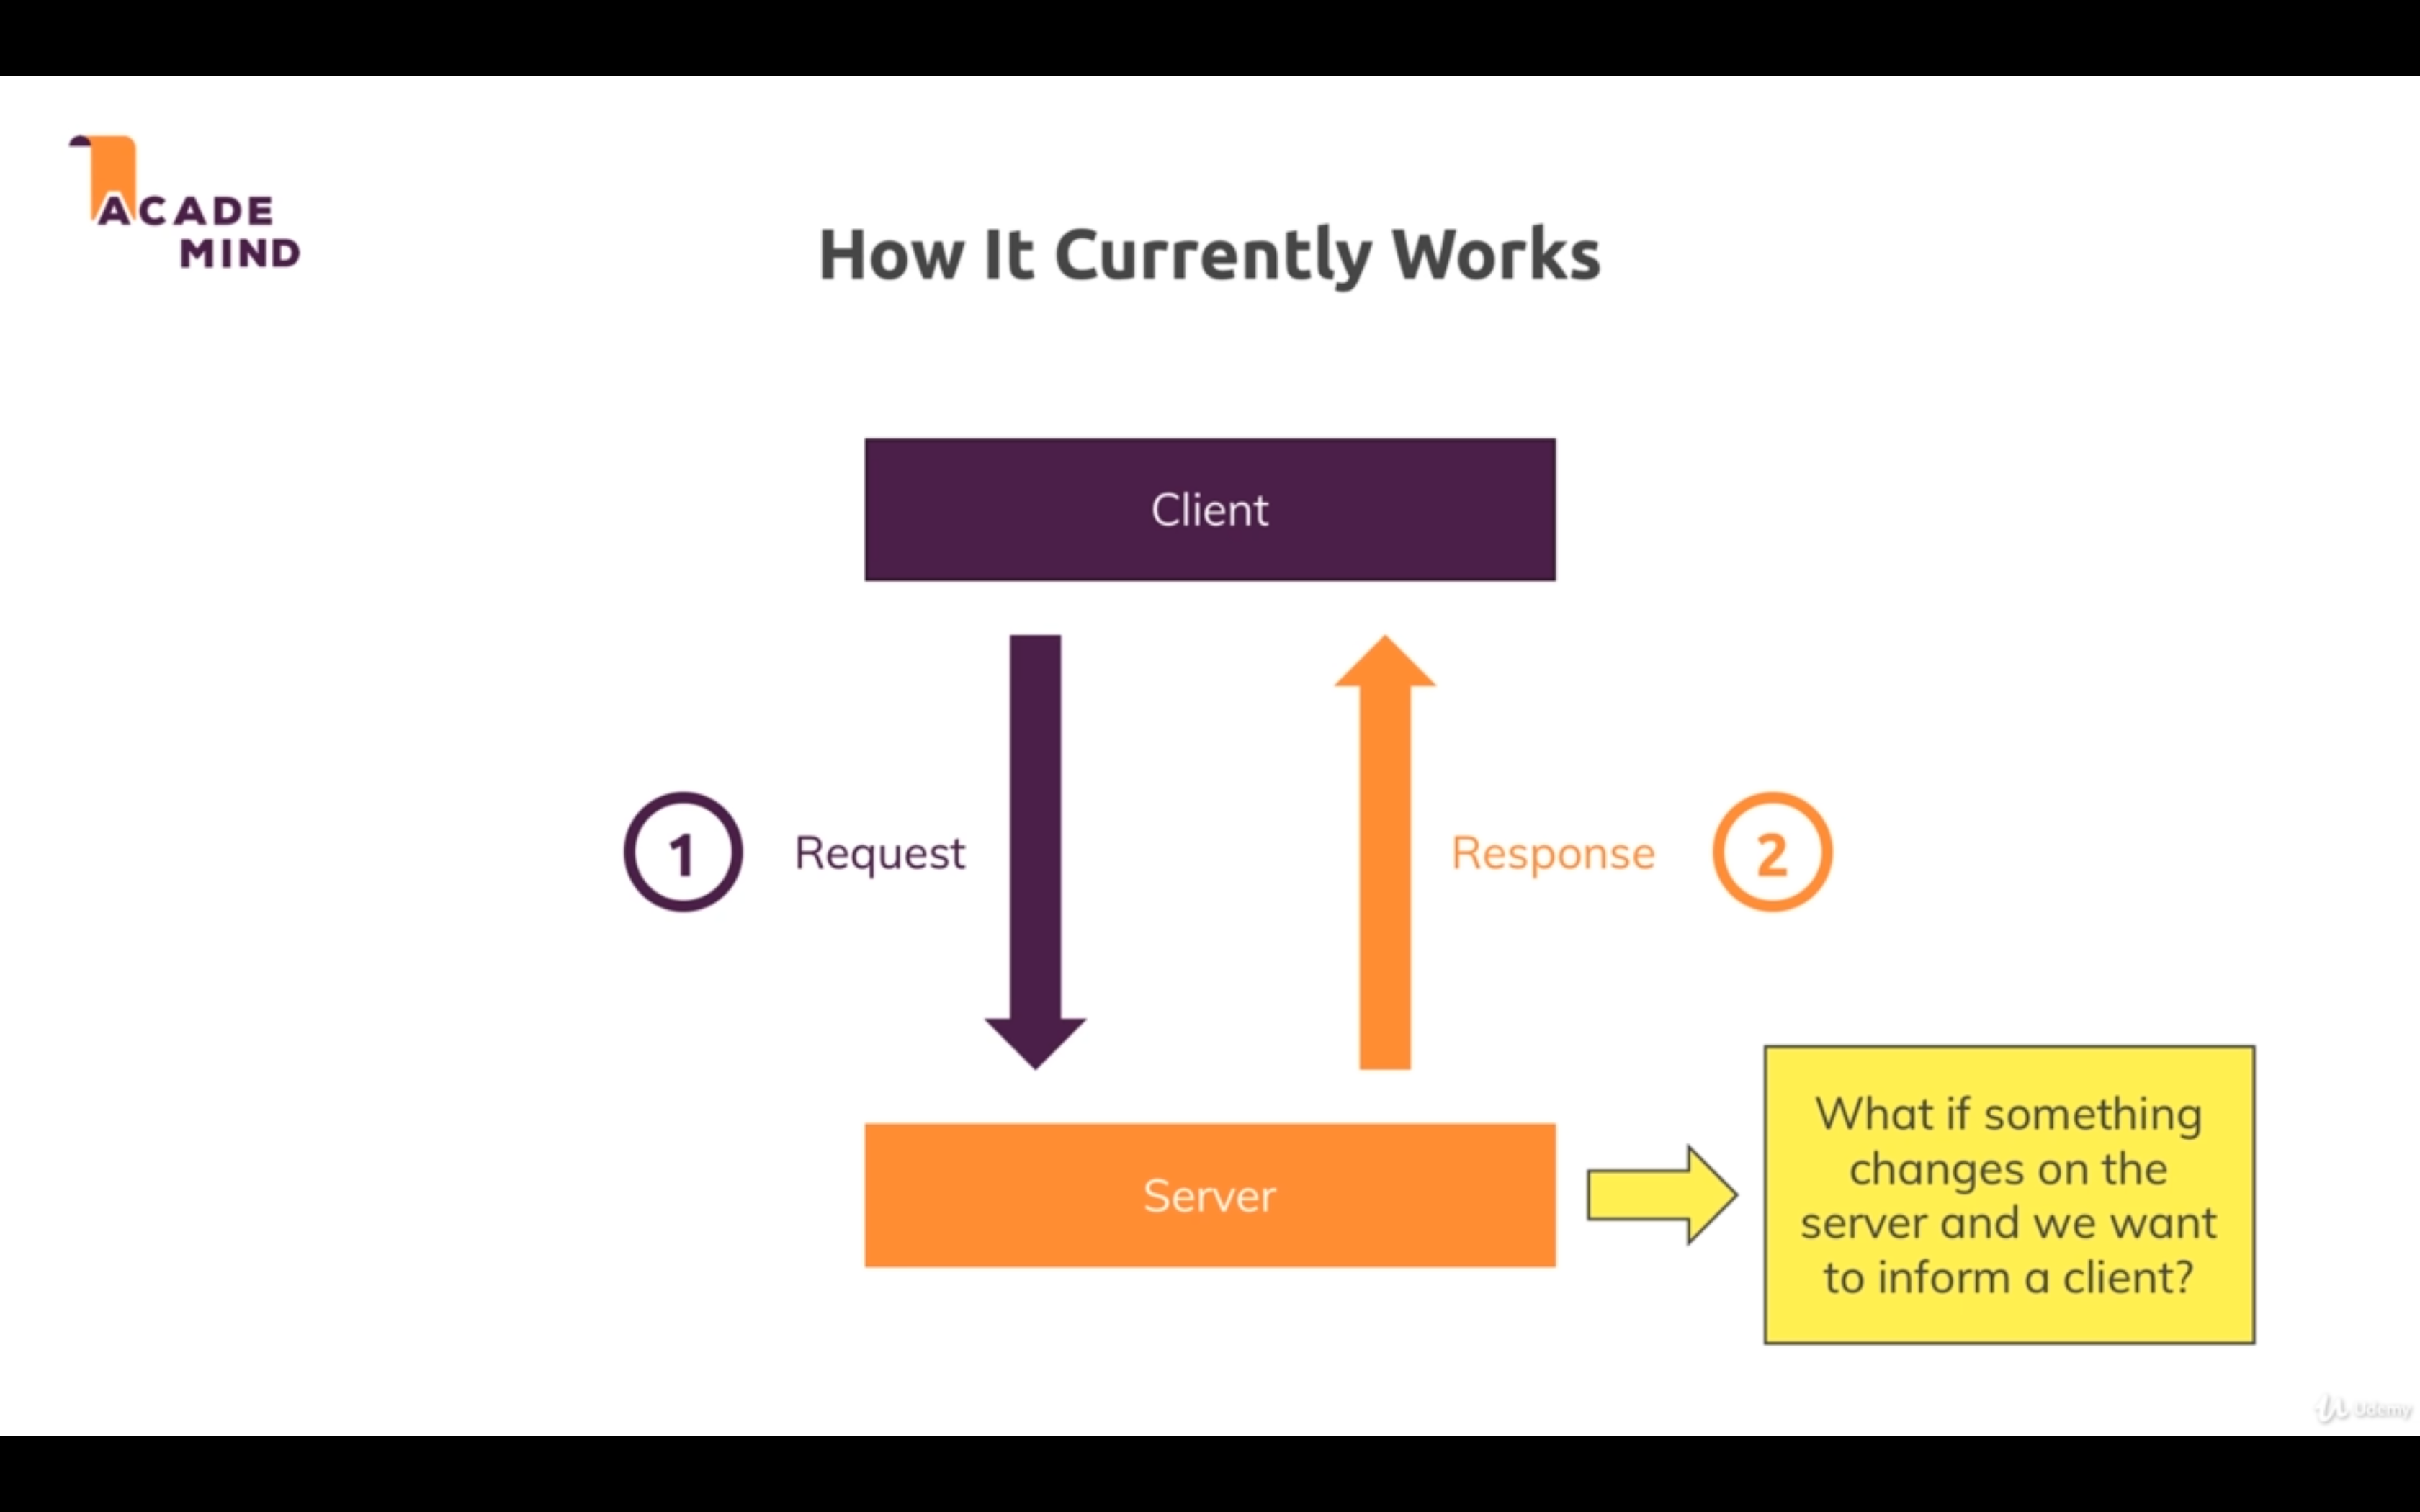 ACADE
MIND
How It Currently Works
Client
1 Request
Response 2
Server
What if something
changes on the
server and we want
to inform a client?
Udemy